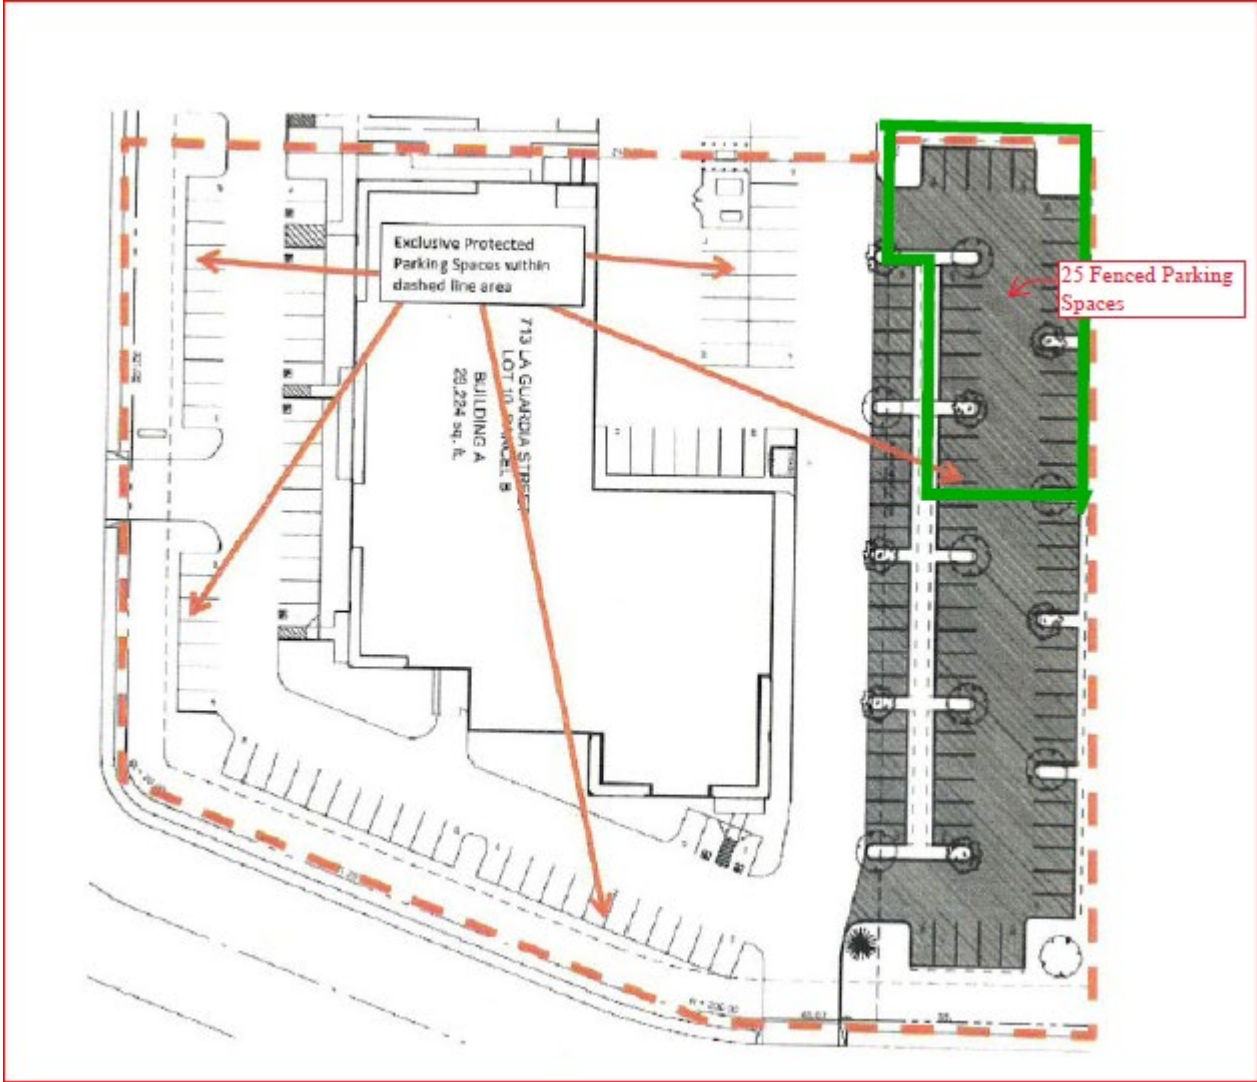 Exclusive Protected
Parking Spaces within
dashed line area
25 Fenced Parking
Spaces
713 LA GUARDIA STREET
LOT 10, PARCEL B
BUILDING A
28,224 sq. ft.